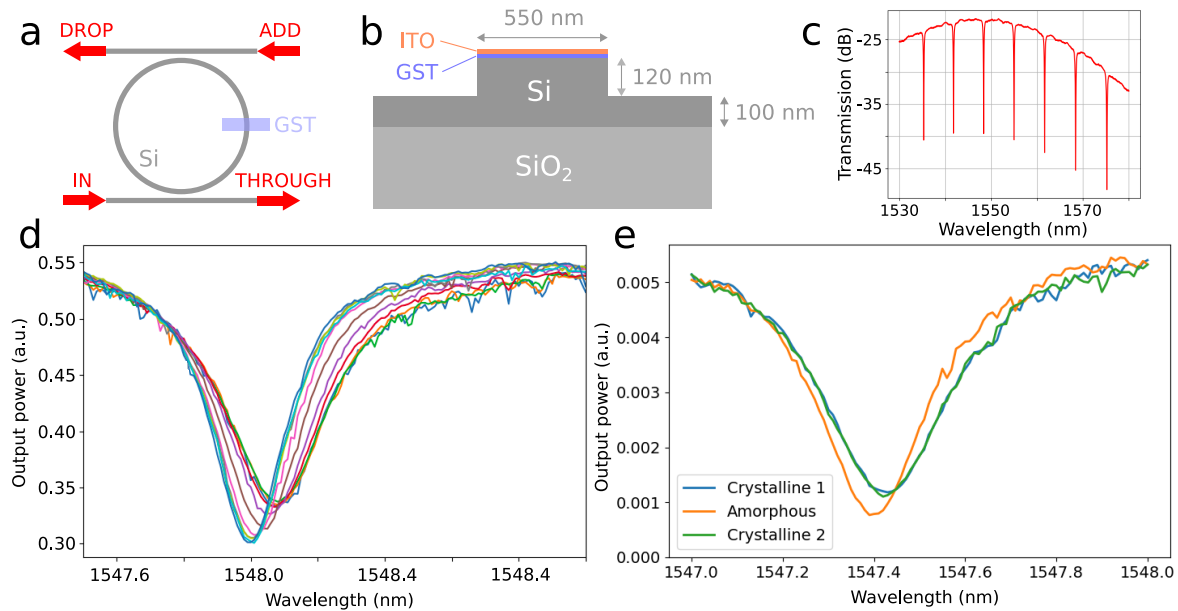 a
DROP
ADD
GST
Si
IN
THROUGH
b
550 nm
ITO
GST
120 nm
Si
100 nm
SiO₂
c
Transmission (dB)
-25
-35
-45
1530
1550
1570
Wavelength (nm)
d
Output power (a.u.)
0.55
0.50
0.45
0.40
0.35
0.30
1547.6
1548.0
1548.4
1548.4
Wavelength (nm)
e
Output power (a.u.)
0.005
0.004
0.003
0.002
0.001
0.000
Crystalline 1
Amorphous
Crystalline 2
1547.0
1547.2
1547.4
1547.6
1547.8
1548.0
Wavelength (nm)